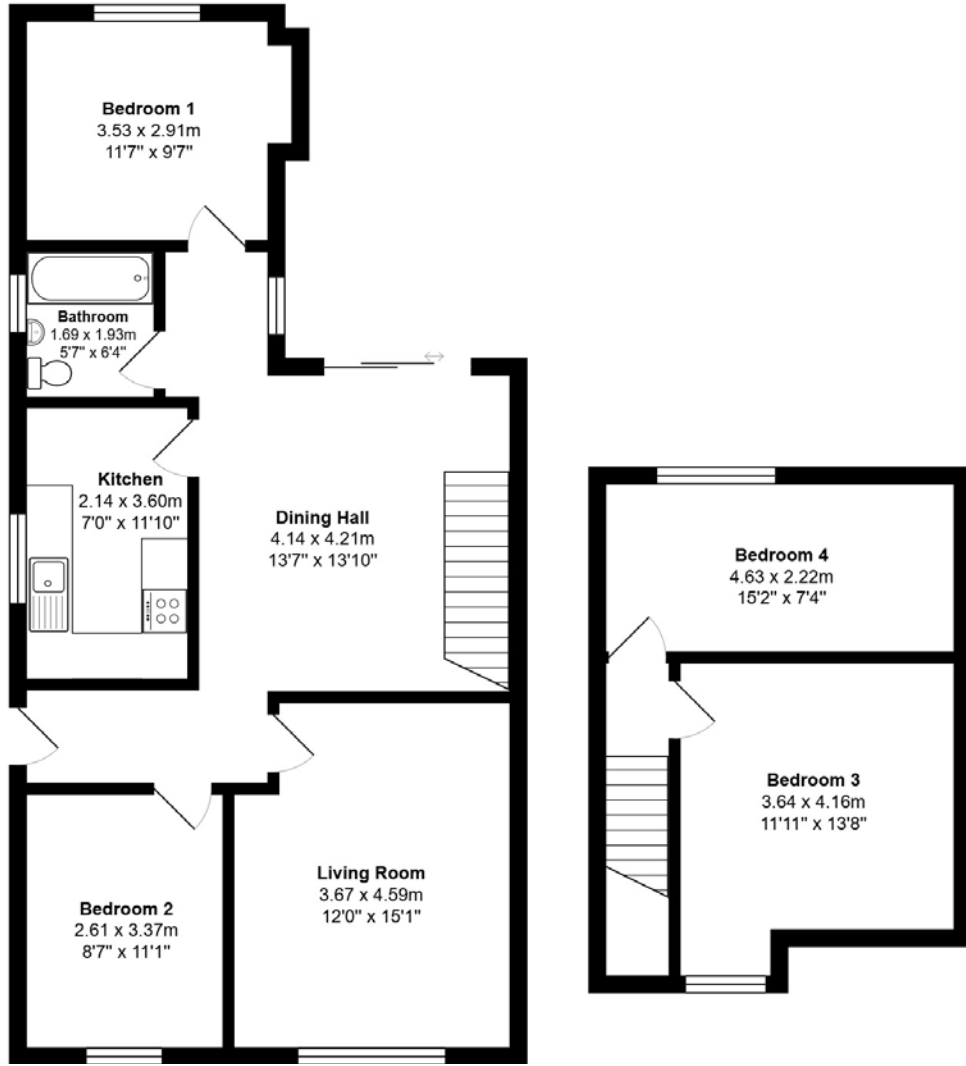 Bedroom 1
3.53 x 2.91m
11'7" x 9'7"
Bathroom
1.69 x 1.93m
5'7" x 6'4"
Kitchen
2.14 x 3.60m
7'0" x 11'10"
Dining Hall
4.14 x 4.21m
13'7" x 13'10"
Bedroom 2
2.61 x 3.37m
8'7" x 11'1"
Living Room
3.67 x 4.59m
12'0" x 15'1"
Bedroom 4
4.63 x 2.22m
15'2" x 7'4"
Bedroom 3
3.64 x 4.16m
11'11" x 13'8"